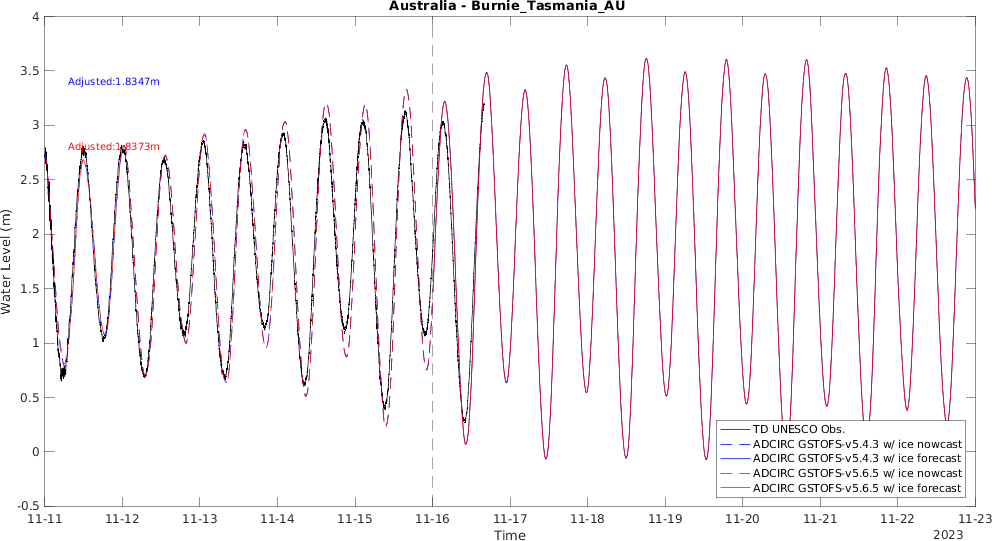 Australia - Burnie_Tasmania_AU
4
3.5
3
2.5
2
1.5
1
0.5
0
-0.5
Water Level (m)
Adjusted:1.8347m
Adjusted:1.8373m
TD UNESCO Obs.
ADCIRC GSTOFS-v5.4.3 w/ ice nowcast
ADCIRC GSTOFS-v5.4.3 w/ ice forecast
ADCIRC GSTOFS-v5.6.5 w/ ice nowcast
ADCIRC GSTOFS-v5.6.5 w/ ice forecast
11-11 11-12 11-13 11-14 11-15 11-16 11-17 11-18 11-19 11-20 11-21 11-22 11-23
Time
2023